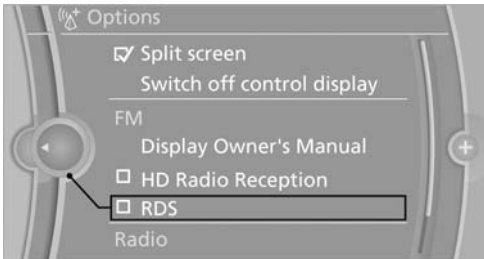 Options
Split screen
Switch off control display
FM
Display Owner's Manual
HD Radio Reception
RDS
Radio